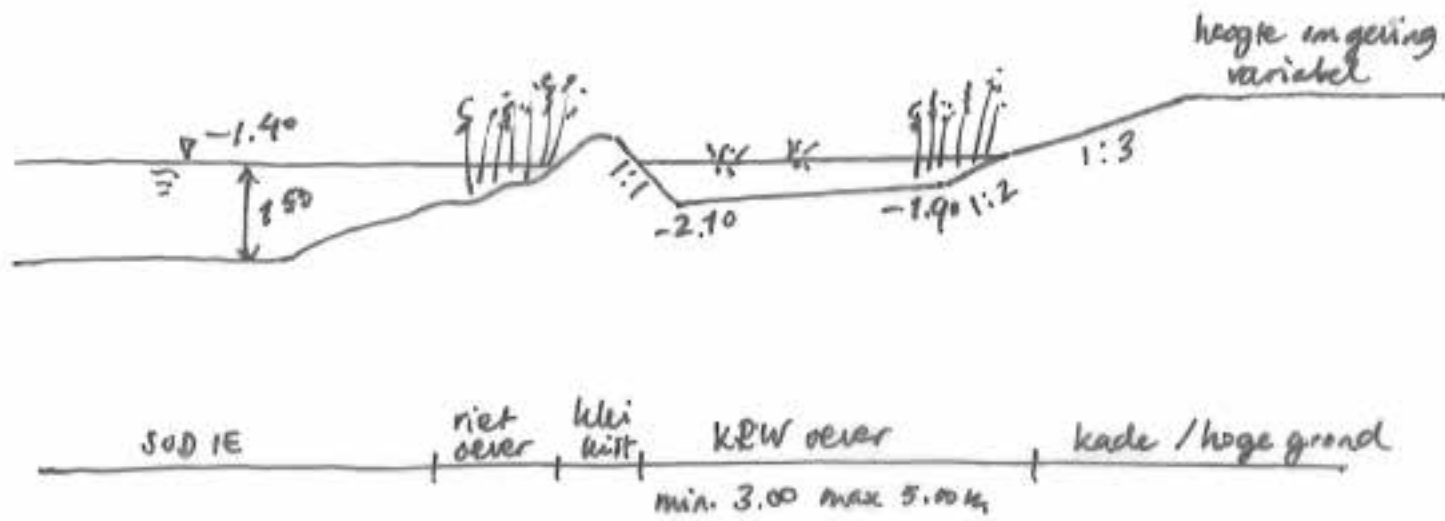 hoogte omgeving
variabel
-1.40
1.50
1:1
-2.10
-1.90
1:2
1:3
riet
oever
klei
kist
KRW oever
kade / hoge grond
min. 3.00 max 5.00 m